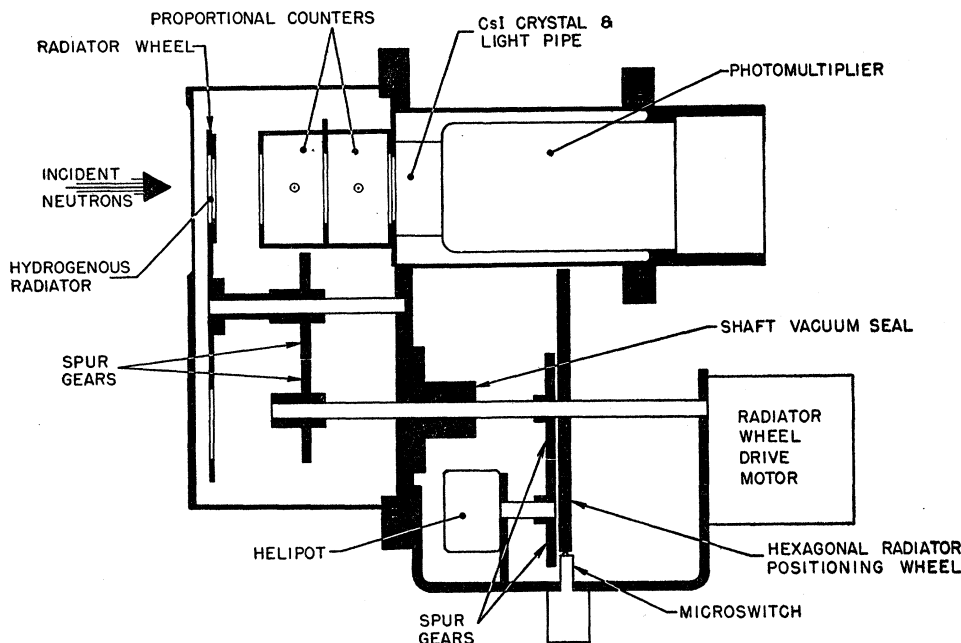 PROPORTIONAL COUNTERS
RADIATOR WHEEL
CsI CRYSTAL &
LIGHT PIPE
PHOTOMULTIPLIER
INCIDENT
NEUTRONS
HYDROGENOUS
RADIATOR
SPUR
GEARS
SHAFT VACUUM SEAL
RADIATOR
WHEEL
DRIVE
MOTOR
HELIPOT
HEXAGONAL RADIATOR
POSITIONING WHEEL
SPUR
GEARS
MICROSWITCH